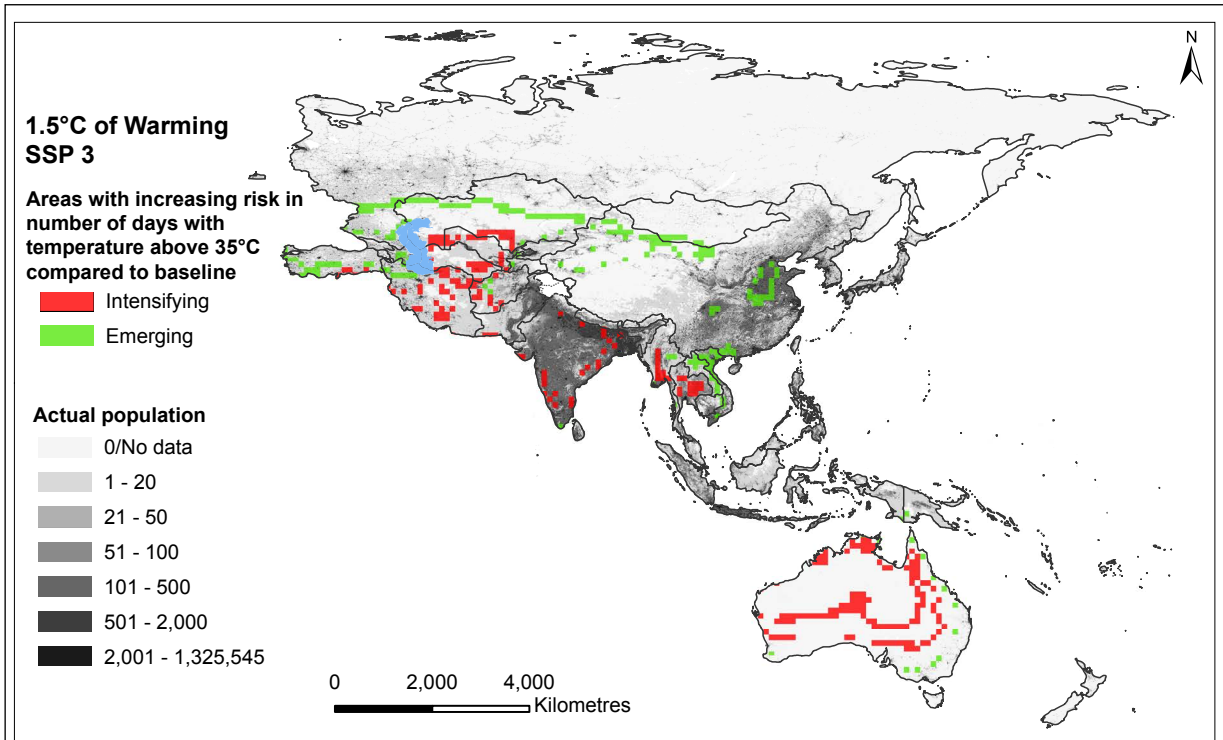 N
1.5°C of Warming
SSP 3
Areas with increasing risk in
number of days with
temperature above 35°C
compared to baseline
Intensifying
Emerging
Actual population
0/No data
1 - 20
21 - 50
51 - 100
101 - 500
501 - 2,000
2,001 - 1,325,545
0 2,000 4,000
Kilometres